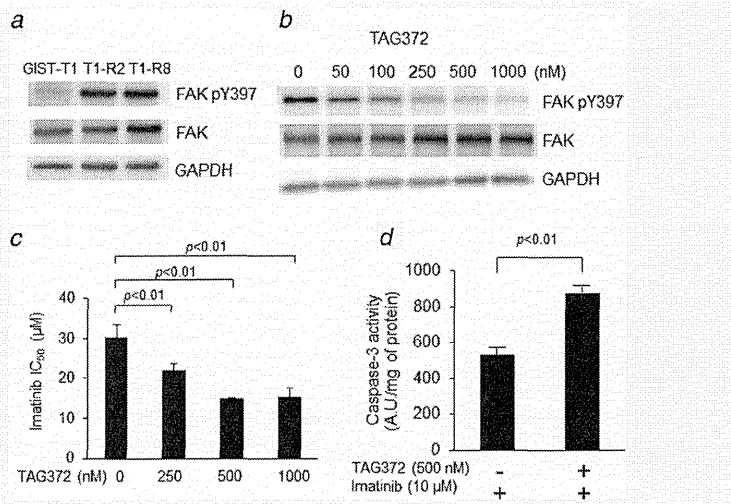 a
GIST-T1 T1-R2 T1-R8
FAK pY397
FAK
GAPDH
b
TAG372
0 50 100 250 500 1000 (nM)
FAK pY397
FAK
GAPDH
c
p<0.01
p<0.01
p<0.01
Imatinib IC50 (µM)
40
30
20
10
0
TAG372 (nM) 0 250 500 1000
d
p<0.01
Caspase-3 activity
(A.U/mg of protein)
1000
800
600
400
200
0
TAG372 (500 nM) - +
Imatinib (10 µM) + +